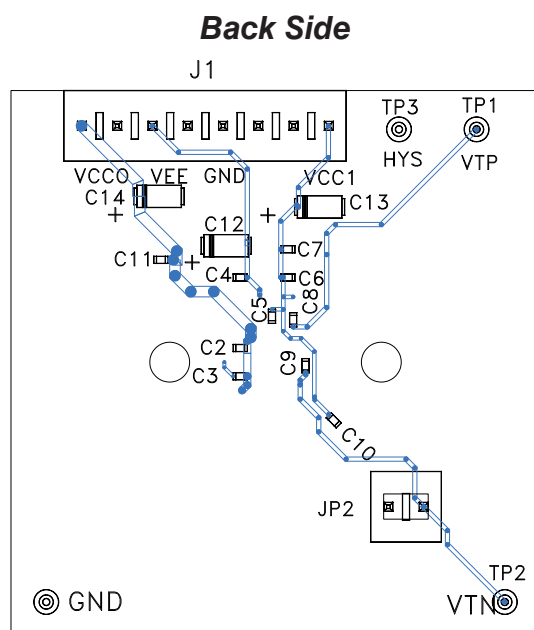 Back Side
J1
TP3
TP1
HYS
VTP
VCCO
VEE
GND
VCC1
C14
C13
+
+
C12
C7
C11
+
C4
C6
C5
C8
C2
C9
C3
C10
JP2
TP2
GND
VTN